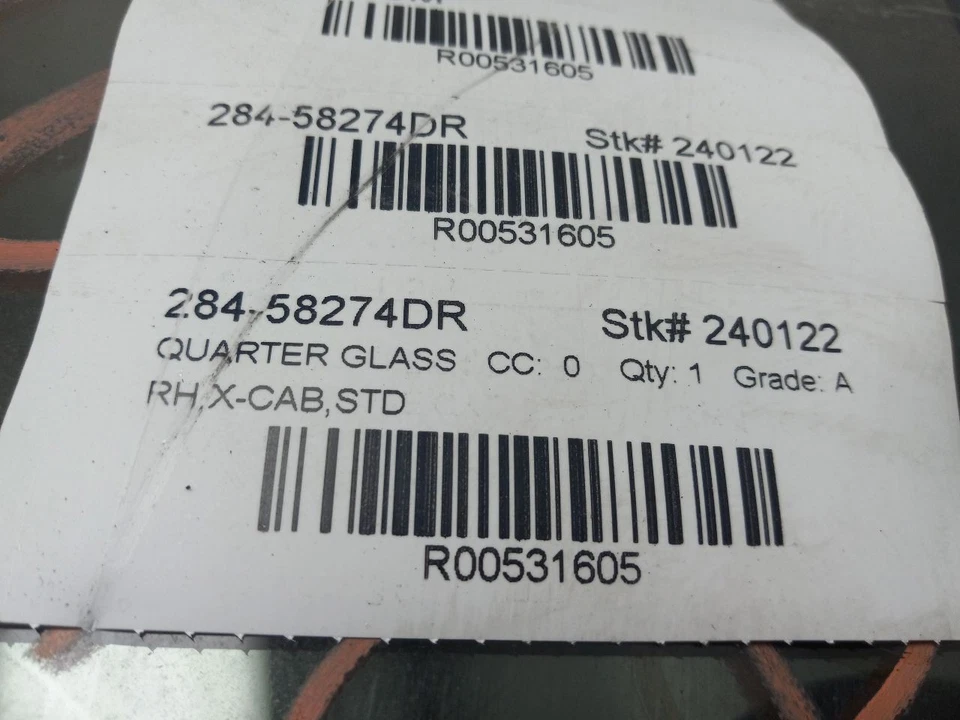 R00531605
284-58274DR Stk# 240122
R00531605
284-58274DR Stk# 240122
QUARTER GLASS CC: 0 Qty: 1 Grade: A
RH,X-CAB,STD
R00531605